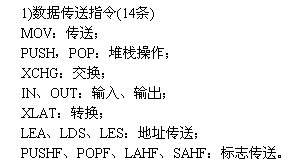 1)数据传送指令(14条)
MOV：传送；
PUSH，POP：堆栈操作；
XCHG：交换；
IN、OUT：输入、输出；
XLAT：转换；
LEA、LDS、LES：地址传送；
PUSHF、POPF、LAHF、SAHF：标志传送。